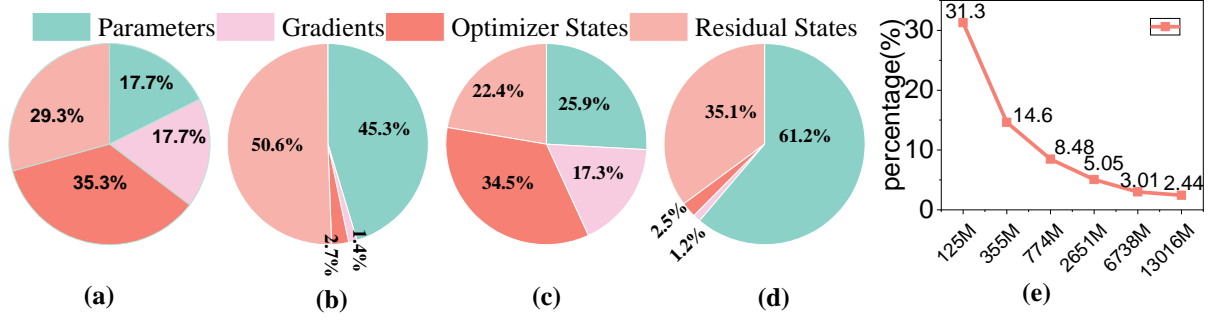 Parameters Gradients Optimizer States Residual States
17.7%
17.7%
35.3%
29.3%
(a)
45.3%
1.4%
2.7%
50.6%
(b)
25.9%
17.3%
34.5%
22.4%
(c)
61.2%
1.2%
2.5%
35.1%
(d)
percentage(%)
30
20
10
0
31.3
14.6
8.48
5.05
3.01
2.44
125M
355M
774M
2651M
6738M
13016M
(e)